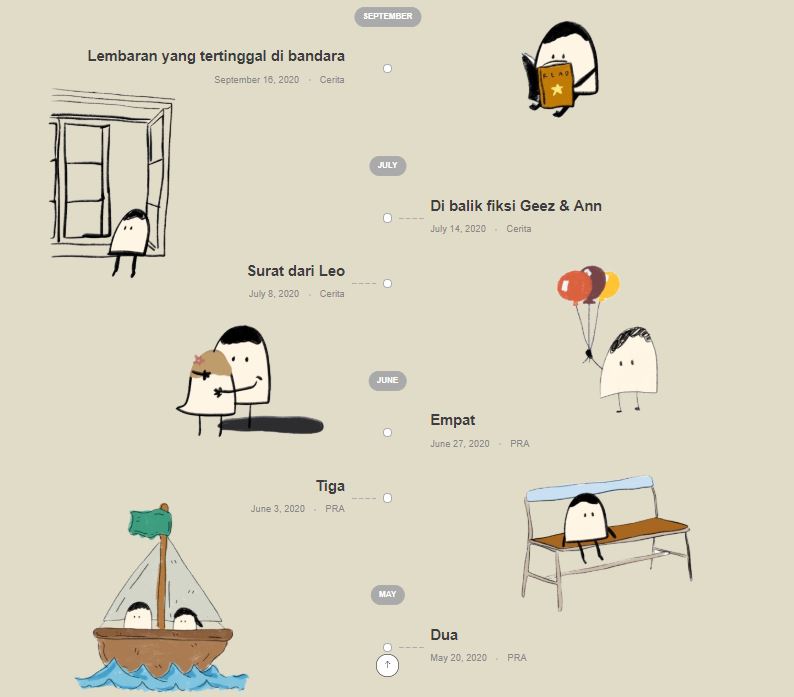 SEPTEMBER
Lembaran yang tertinggal di bandara
September 16, 2020 • Cerita
READ
JULY
Di balik fiksi Geez & Ann
July 14, 2020 • Cerita
Surat dari Leo
July 8, 2020 • Cerita
JUNE
Empat
June 27, 2020 • PRA
Tiga
June 3, 2020 • PRA
MAY
Dua
May 20, 2020 • PRA